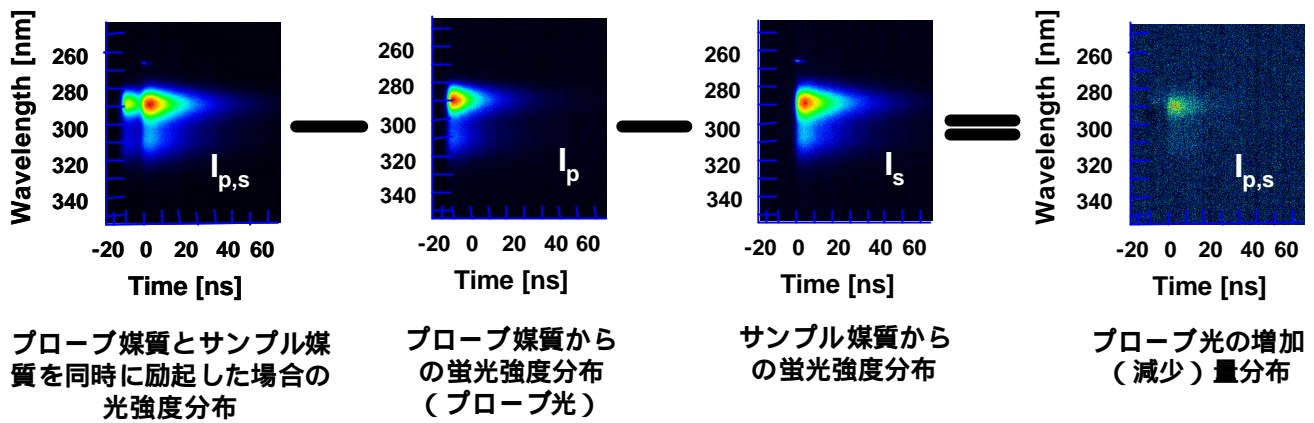 Wavelength [nm]
260
280
300
320
340
I p,s
-20 0 20 40 60
Time [ns]
プローブ媒質とサンプル媒
質を同時に励起した場合の
光強度分布
260
280
300
320
340
I p
-20 0 20 40 60
Time [ns]
プローブ媒質から
の蛍光強度分布
(プローブ光)
260
280
300
320
340
I s
-20 0 20 40 60
Time [ns]
サンプル媒質から
の蛍光強度分布
Wavelength [nm]
260
280
300
320
340
I p,s
-20 0 20 40 60
Time [ns]
プローブ光の増加
(減少)量分布